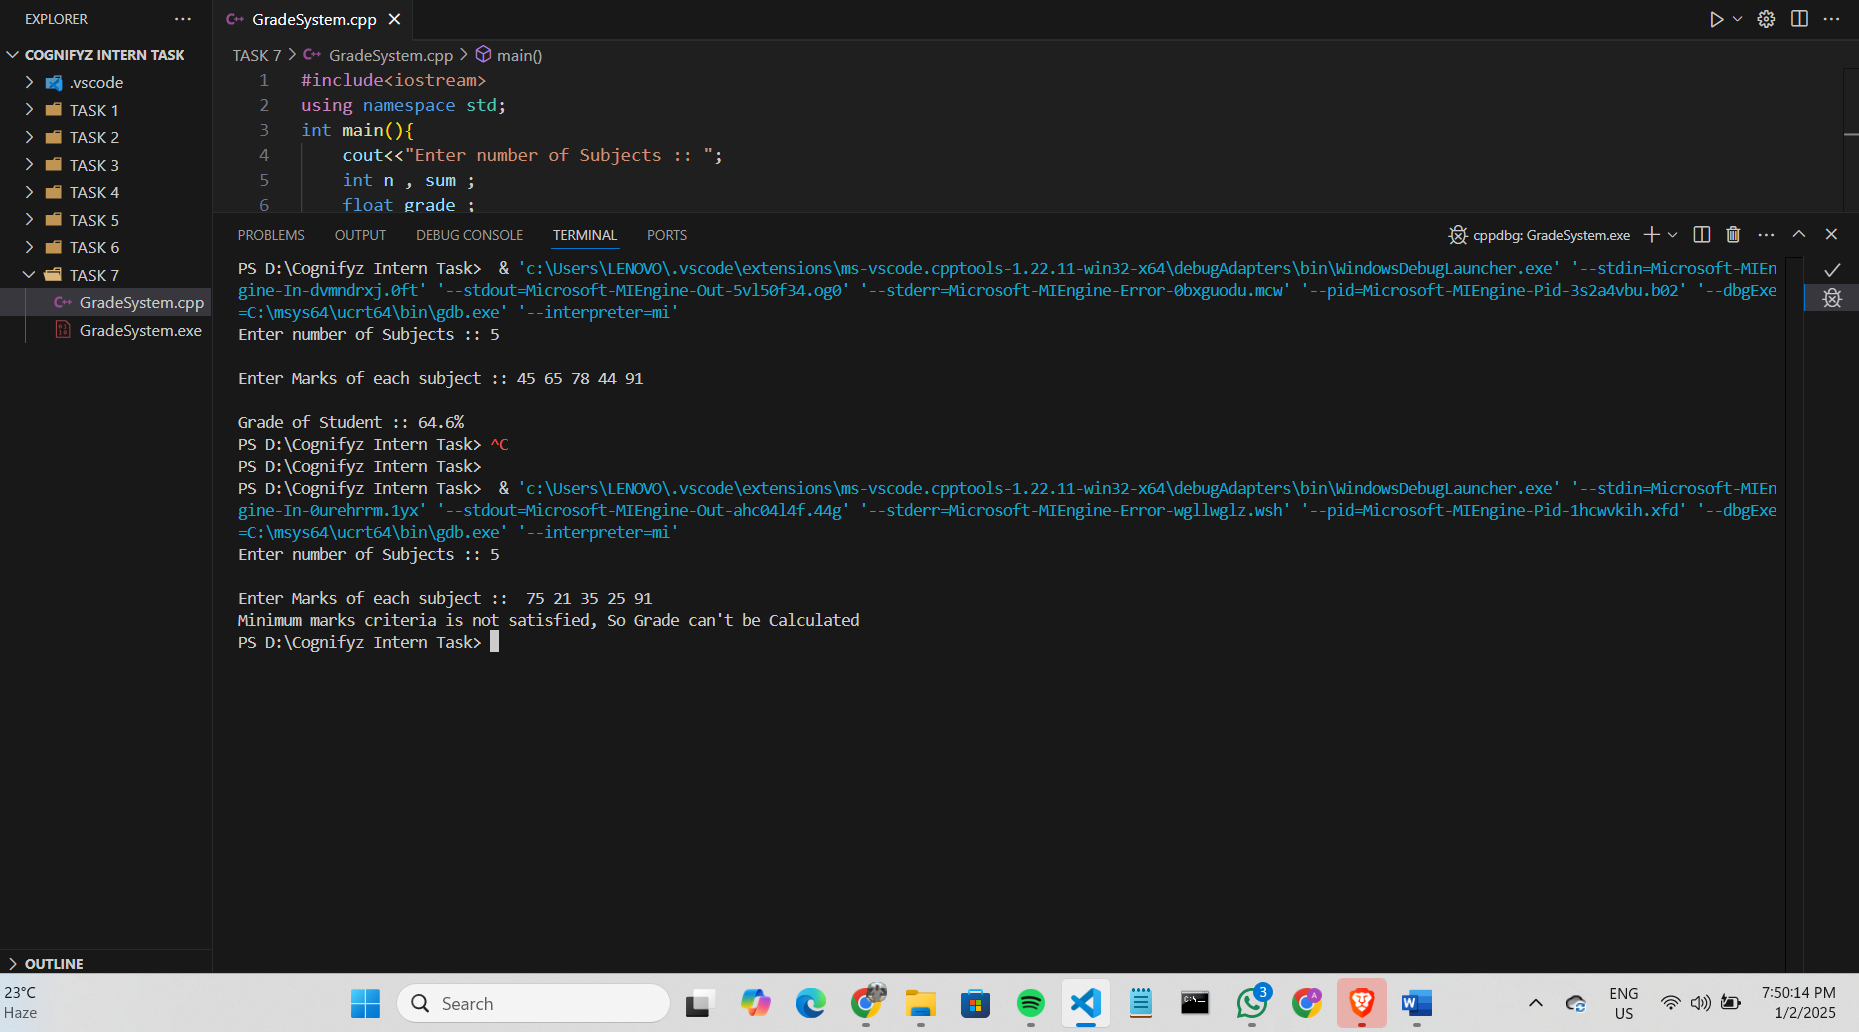 EXPLORER
GradeSystem.cpp
COGNIFYZ INTERN TASK
.vscode
TASK 1
TASK 2
TASK 3
TASK 4
TASK 5
TASK 6
TASK 7
GradeSystem.cpp
GradeSystem.exe
OUTLINE
TASK 7 > GradeSystem.cpp > main()
1 #include<iostream>
2 using namespace std;
3 int main(){
4 cout<<"Enter number of Subjects :: ";
5 int n , sum ;
6 float grade ;
PROBLEMS OUTPUT DEBUG CONSOLE TERMINAL PORTS
cppdbg: GradeSystem.exe
PS D:\Cognifyz Intern Task>  & 'c:\Users\LENOVO\.vscode\extensions\ms-vscode.cpptools-1.22.11-win32-x64\debugAdapters\bin\WindowsDebugLauncher.exe' '--stdin=Microsoft-MIEn
gine-In-dvmndrxj.0ft' '--stdout=Microsoft-MIEngine-Out-5vl50f34.og0' '--stderr=Microsoft-MIEngine-Error-0bxguodu.mcw' '--pid=Microsoft-MIEngine-Pid-3s2a4vbu.b02' '--dbgExe
=C:\msys64\ucrt64\bin\gdb.exe' '--interpreter=mi'
Enter number of Subjects :: 5
Enter Marks of each subject :: 45 65 78 44 91
Grade of Student :: 64.6%
PS D:\Cognifyz Intern Task> ^C
PS D:\Cognifyz Intern Task>
PS D:\Cognifyz Intern Task>  & 'c:\Users\LENOVO\.vscode\extensions\ms-vscode.cpptools-1.22.11-win32-x64\debugAdapters\bin\WindowsDebugLauncher.exe' '--stdin=Microsoft-MIEn
gine-In-0urehrrm.1yx' '--stdout=Microsoft-MIEngine-Out-ahc04l4f.44g' '--stderr=Microsoft-MIEngine-Error-wgllwglz.wsh' '--pid=Microsoft-MIEngine-Pid-1hcwvkih.xfd' '--dbgExe
=C:\msys64\ucrt64\bin\gdb.exe' '--interpreter=mi'
Enter number of Subjects :: 5
Enter Marks of each subject ::  75 21 35 25 91
Minimum marks criteria is not satisfied, So Grade can't be Calculated
PS D:\Cognifyz Intern Task>
23°C
Haze
Search
3
ENG
US
7:50:14 PM
1/2/2025